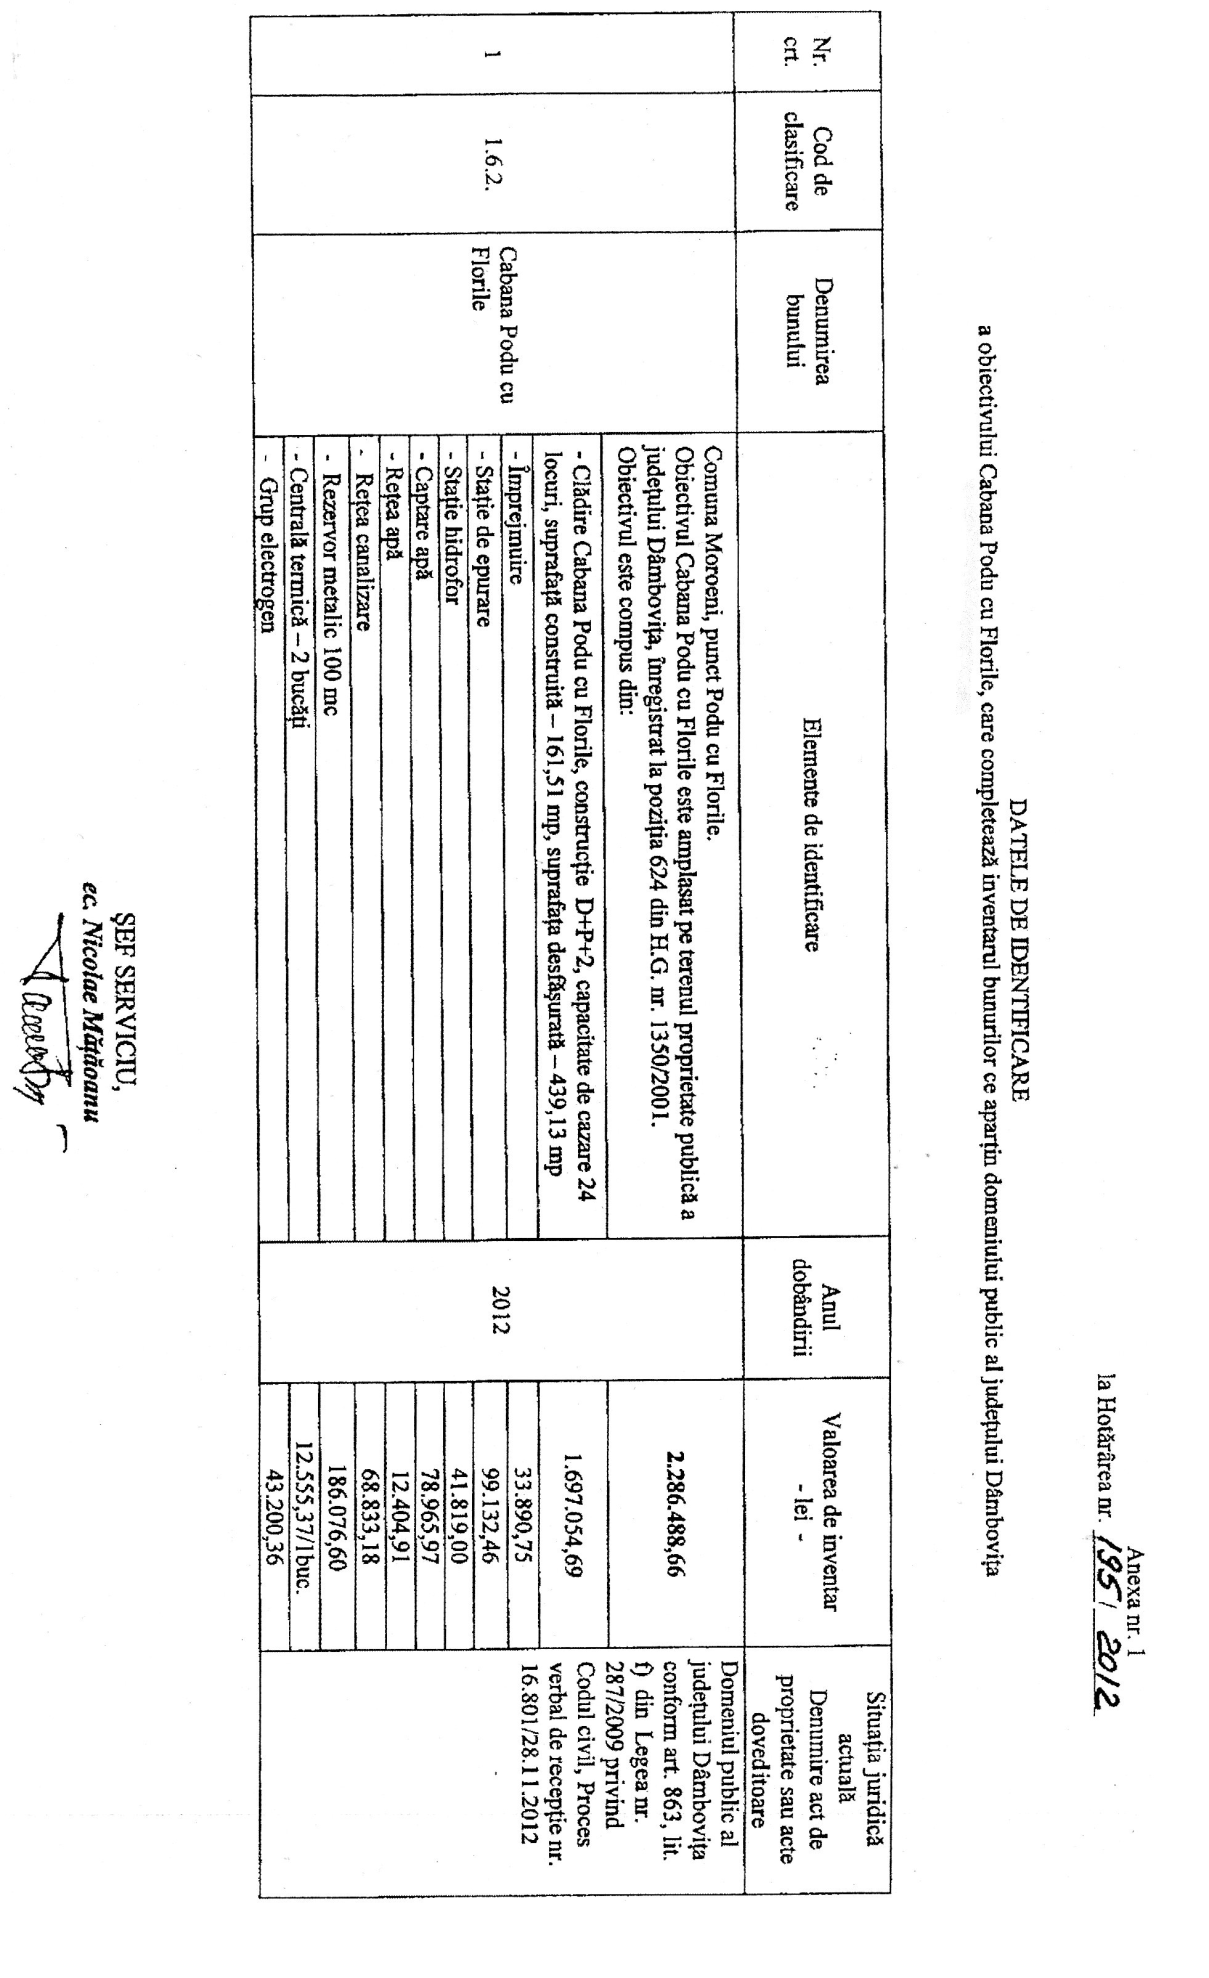 Anexa nr. 1
la Hotărârea nr. 195/2012
DATELE DE IDENTIFICARE
a obiectivului Cabana Podu cu Florile, care completează inventarul bunurilor ce aparțin domeniului public al județului Dâmbovița
Nr.
crt.
Cod de
clasificare
Denumirea
bunului
Elemente de identificare
Anul
dobândirii
Valoarea de inventar
- lei -
Situația juridică
actuală
Denumire act de
proprietate sau acte
doveditoare
1
1.6.2.
Cabana Podu cu
Florile
Comuna Moroeni, punct Podu cu Florile.
Obiectivul Cabana Podu cu Florile este amplasat pe terenul proprietate publică a
județului Dâmbovița, înregistrat la poziția 624 din H.G. nr. 1350/2001.
Obiectivul este compus din:
2012
2.286.488,66
Domeniul public al
județului Dâmbovița
conform art. 863, lit.
f) din Legea nr.
287/2009 privind
Codul civil, Proces
verbal de recepție nr.
16.801/28.11.2012
- Clădire Cabana Podu cu Florile, construcție D+P+2, capacitate de cazare 24
locuri, suprafață construită – 161,51 mp, suprafața desfășurată – 439,13 mp
1.697.054,69
- Împrejmuire
33.890,75
- Stație de epurare
99.132,46
- Stație hidrofor
41.819,00
- Captare apă
78.965,97
- Rețea apă
12.404,91
- Rețea canalizare
68.833,18
- Rezervor metalic 100 mc
186.076,60
- Centrală termică – 2 bucăți
12.555,37/1buc.
- Grup electrogen
43.200,36
ȘEF SERVICIU,
ec. Nicolae Mățăoanu